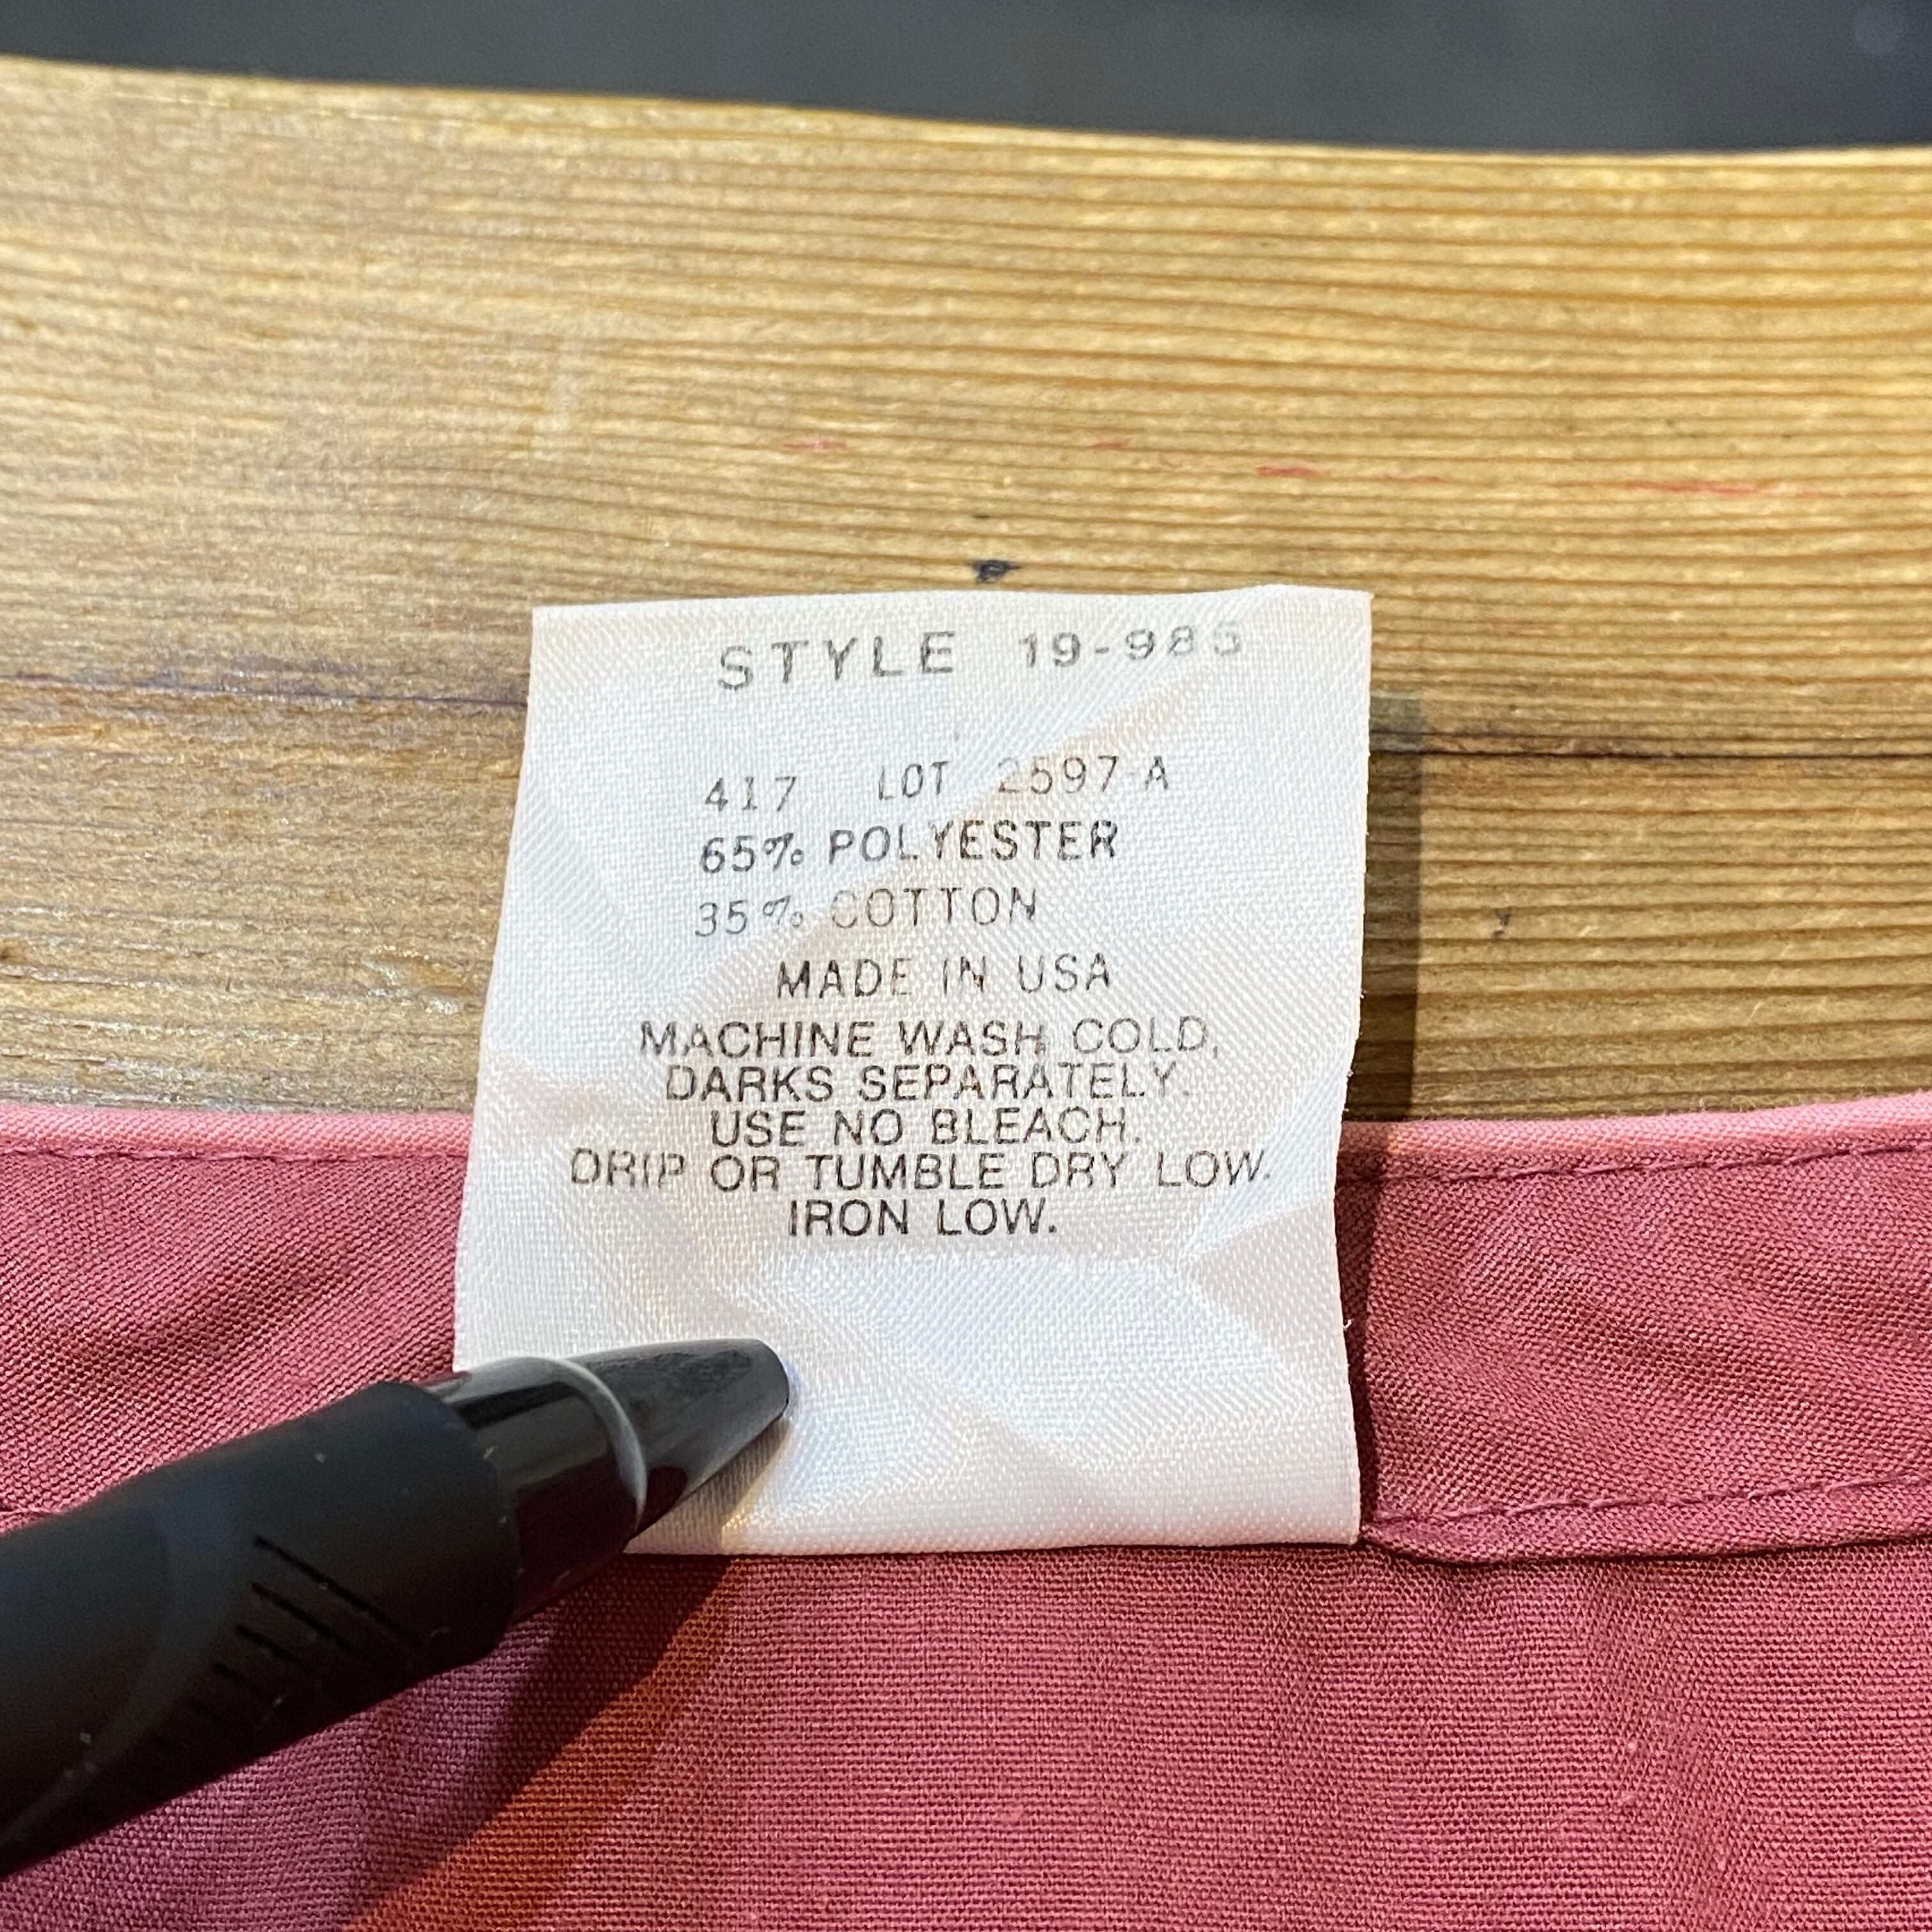 STYLE 19-985
417 LOT 2597-A
65% POLYESTER
35% COTTON
MADE IN USA
MACHINE WASH COLD,
DARKS SEPARATELY.
USE NO BLEACH.
DRIP OR TUMBLE DRY LOW.
IRON LOW.